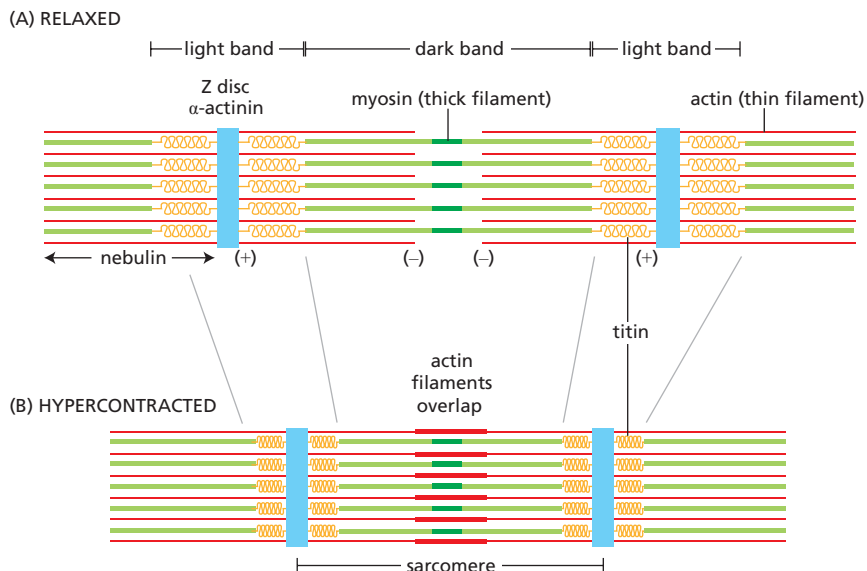 (A) RELAXED
light band
dark band
light band
Z disc
α-actinin
myosin (thick filament)
actin (thin filament)
nebulin
(+)
(–)
(–)
(+)
titin
actin
filaments
overlap
(B) HYPERCONTRACTED
sarcomere